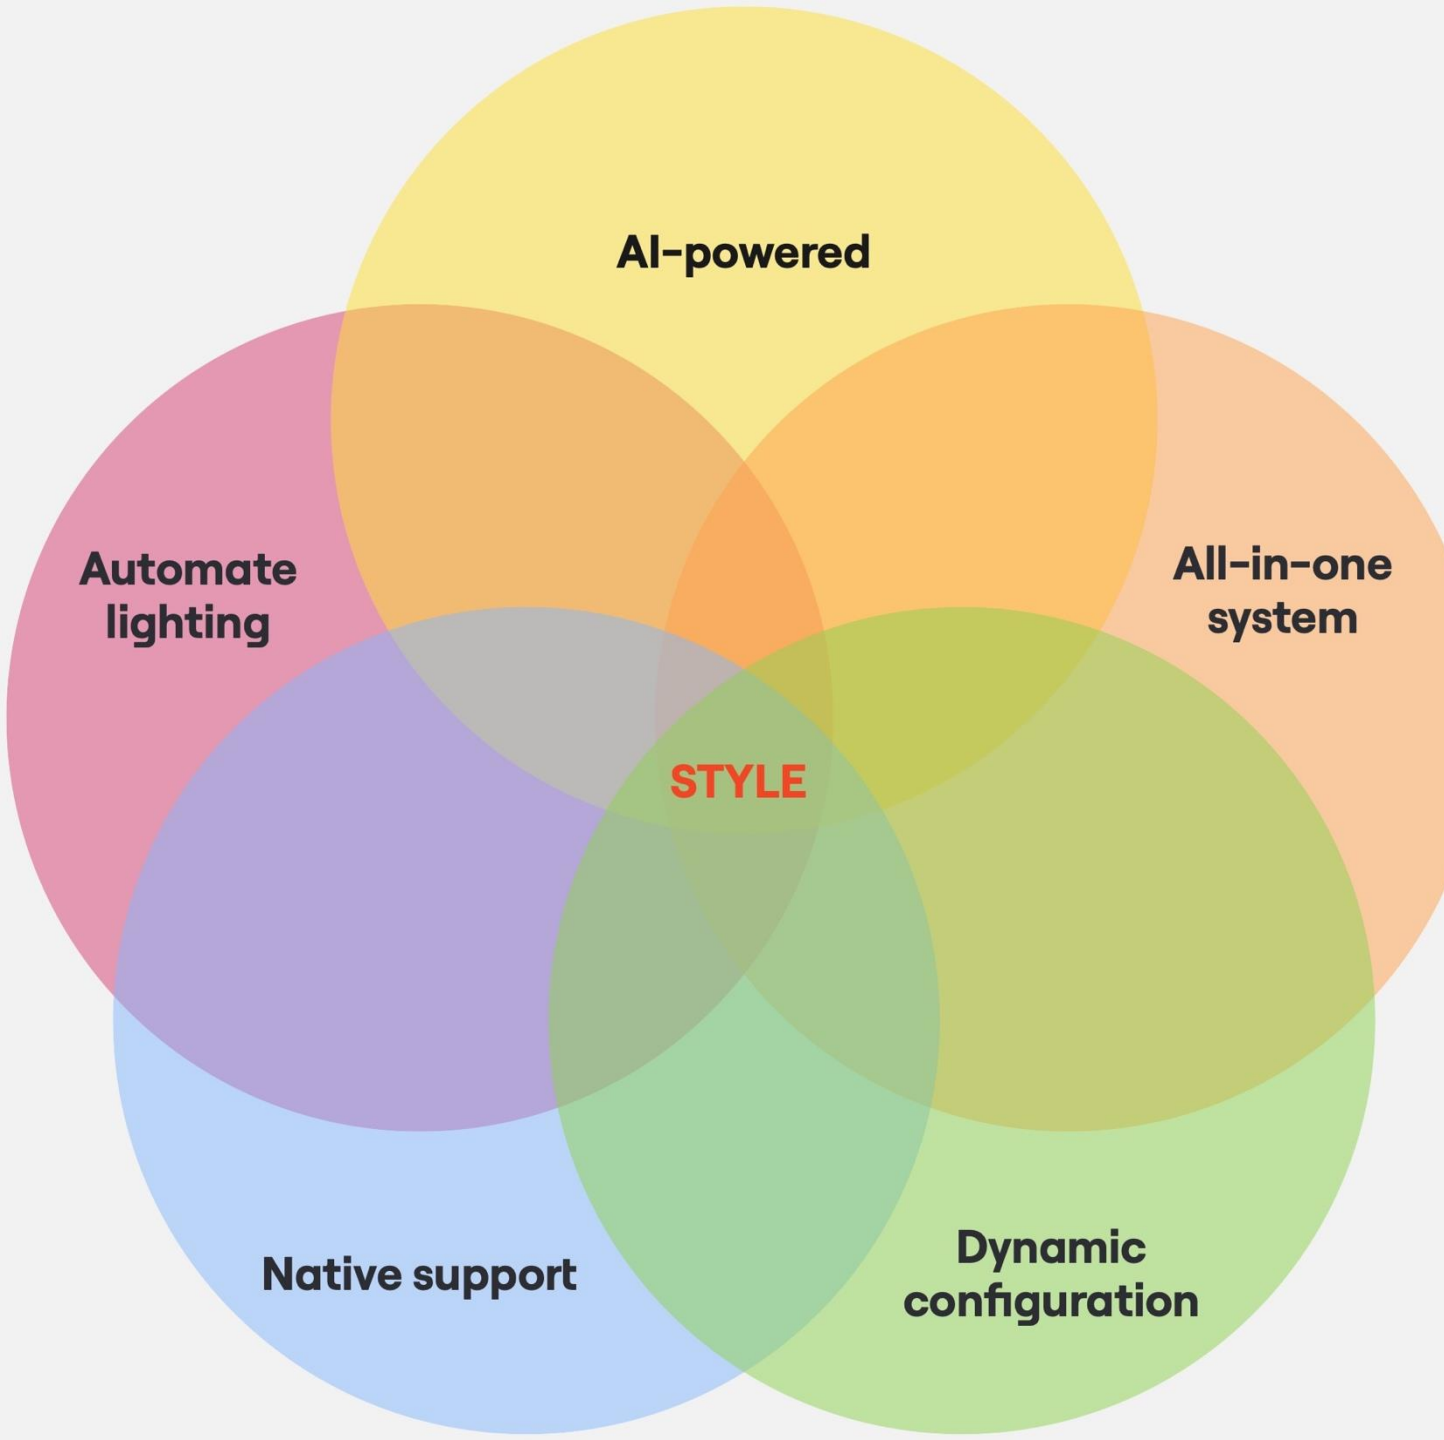 AI-powered
Automate
lighting
All-in-one
system
STYLE
Native support
Dynamic
configuration